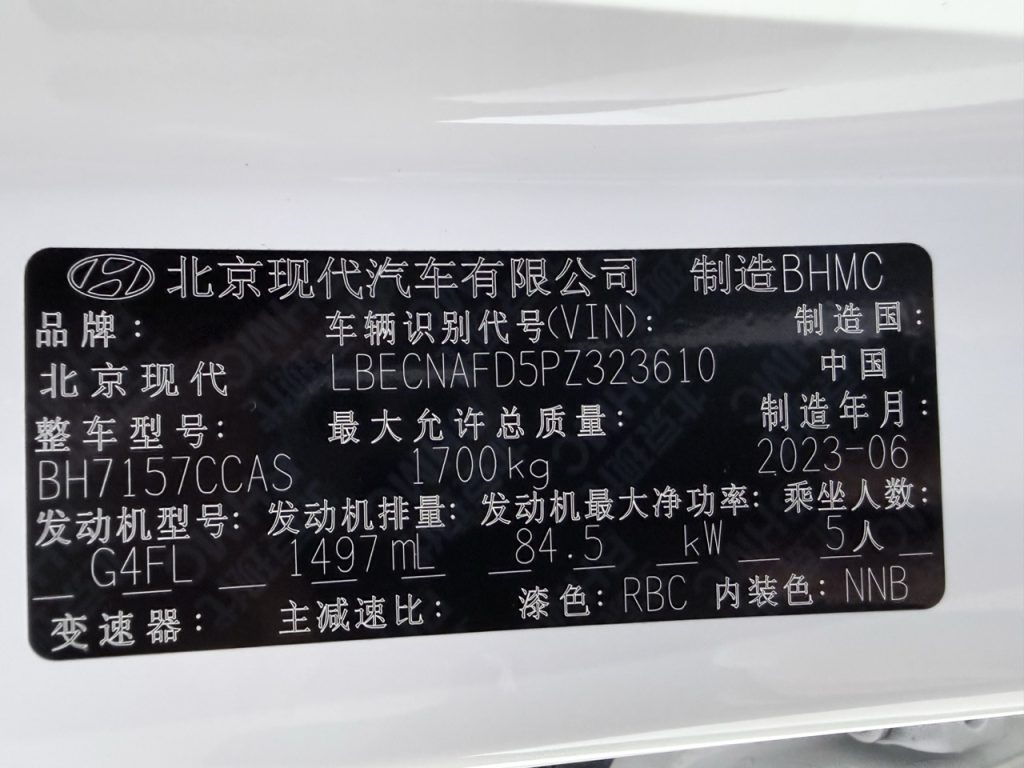 北京现代汽车有限公司 制造BHMC
品牌: 车辆识别代号(VIN): 制造国:
北京现代 LBECNAFD5PZ323610 中国
整车型号: 最大允许总质量: 制造年月:
BH7157CCAS 1700kg 2023-06
发动机型号: 发动机排量: 发动机最大净功率: 乘坐人数:
G4FL 1497mL 84.5 kW 5人
变速器: 主减速比: 漆色: RBC 内装色: NNB